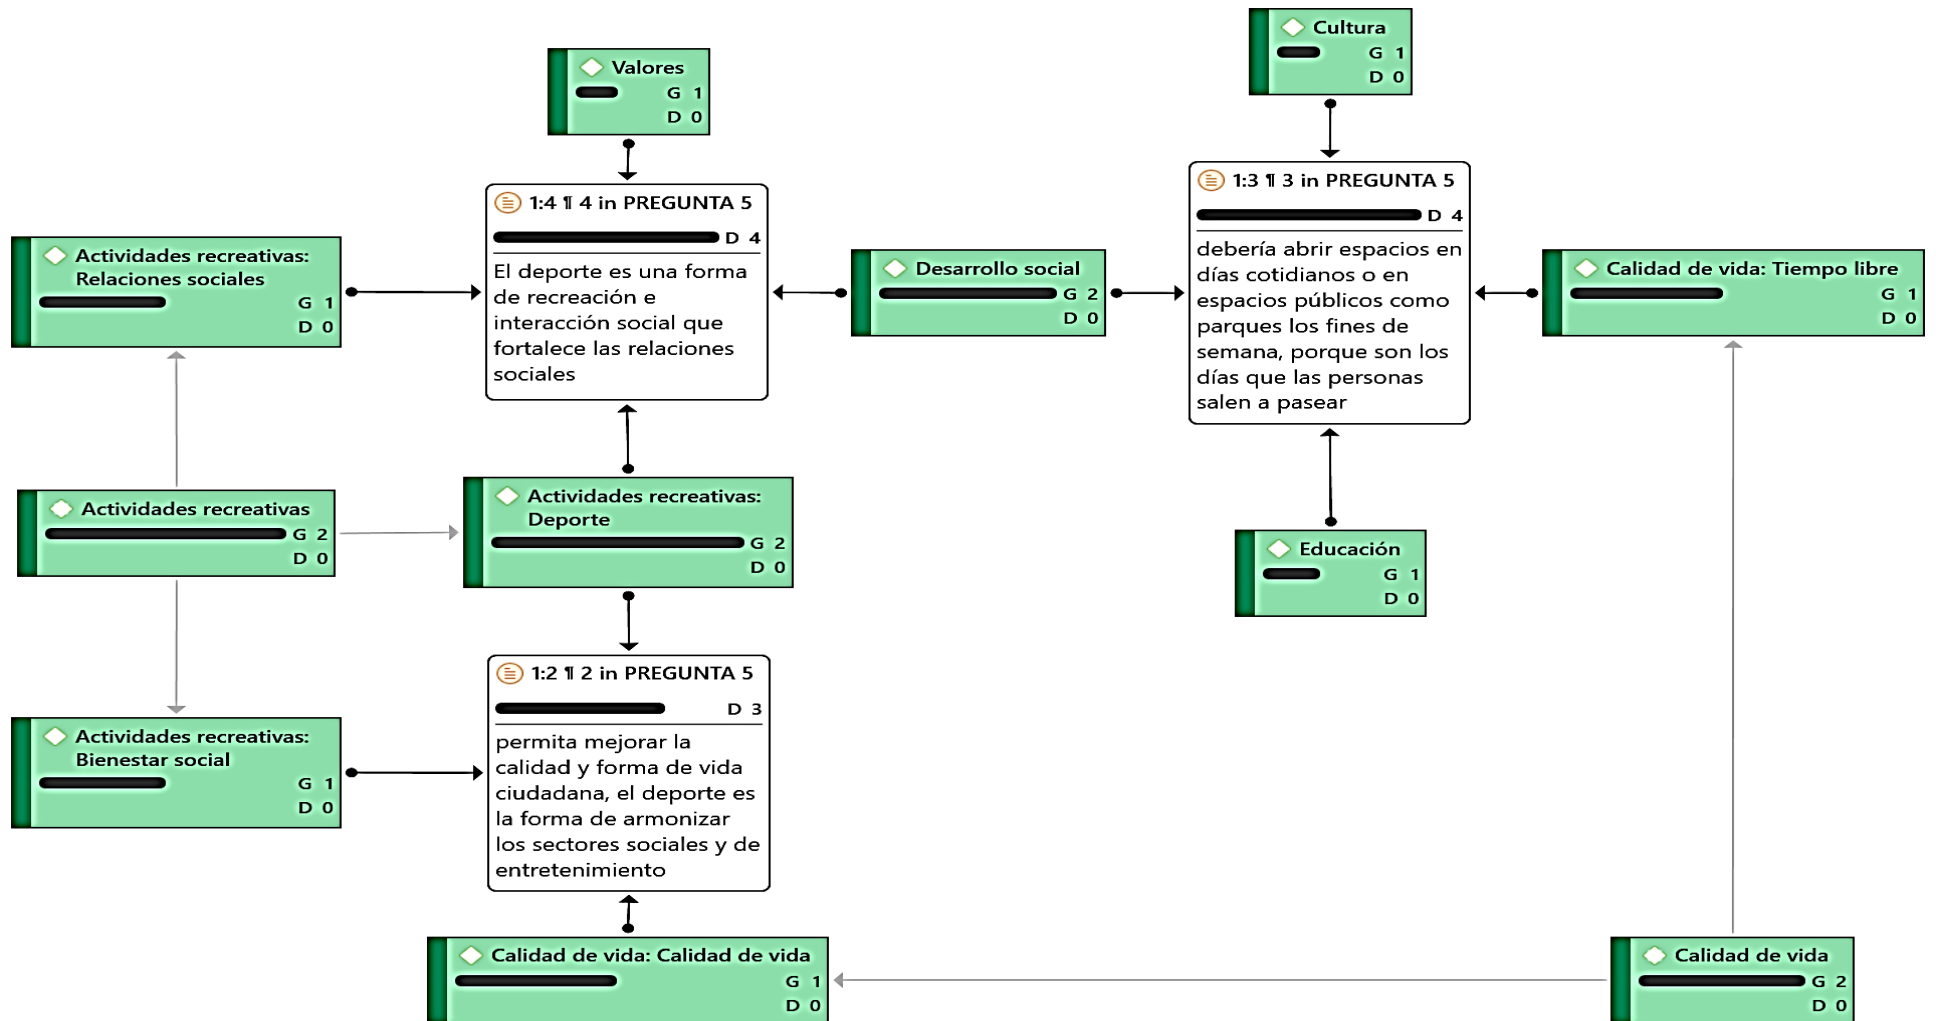 Cultura
G 1
D 0
Valores
G 1
D 0
1:4 ¶ 4 in PREGUNTA 5
D 4
El deporte es una forma
de recreación e
interacción social que
fortalece las relaciones
sociales
1:3 ¶ 3 in PREGUNTA 5
D 4
debería abrir espacios en
días cotidianos o en
espacios públicos como
parques los fines de
semana, porque son los
días que las personas
salen a pasear
Actividades recreativas:
Relaciones sociales
G 1
D 0
Desarrollo social
G 2
D 0
Calidad de vida: Tiempo libre
G 1
D 0
Actividades recreativas
G 2
D 0
Actividades recreativas:
Deporte
G 2
D 0
Educación
G 1
D 0
1:2 ¶ 2 in PREGUNTA 5
D 3
permita mejorar la
calidad y forma de vida
ciudadana, el deporte es
la forma de armonizar
los sectores sociales y de
entretenimiento
Actividades recreativas:
Bienestar social
G 1
D 0
Calidad de vida: Calidad de vida
G 1
D 0
Calidad de vida
G 2
D 0